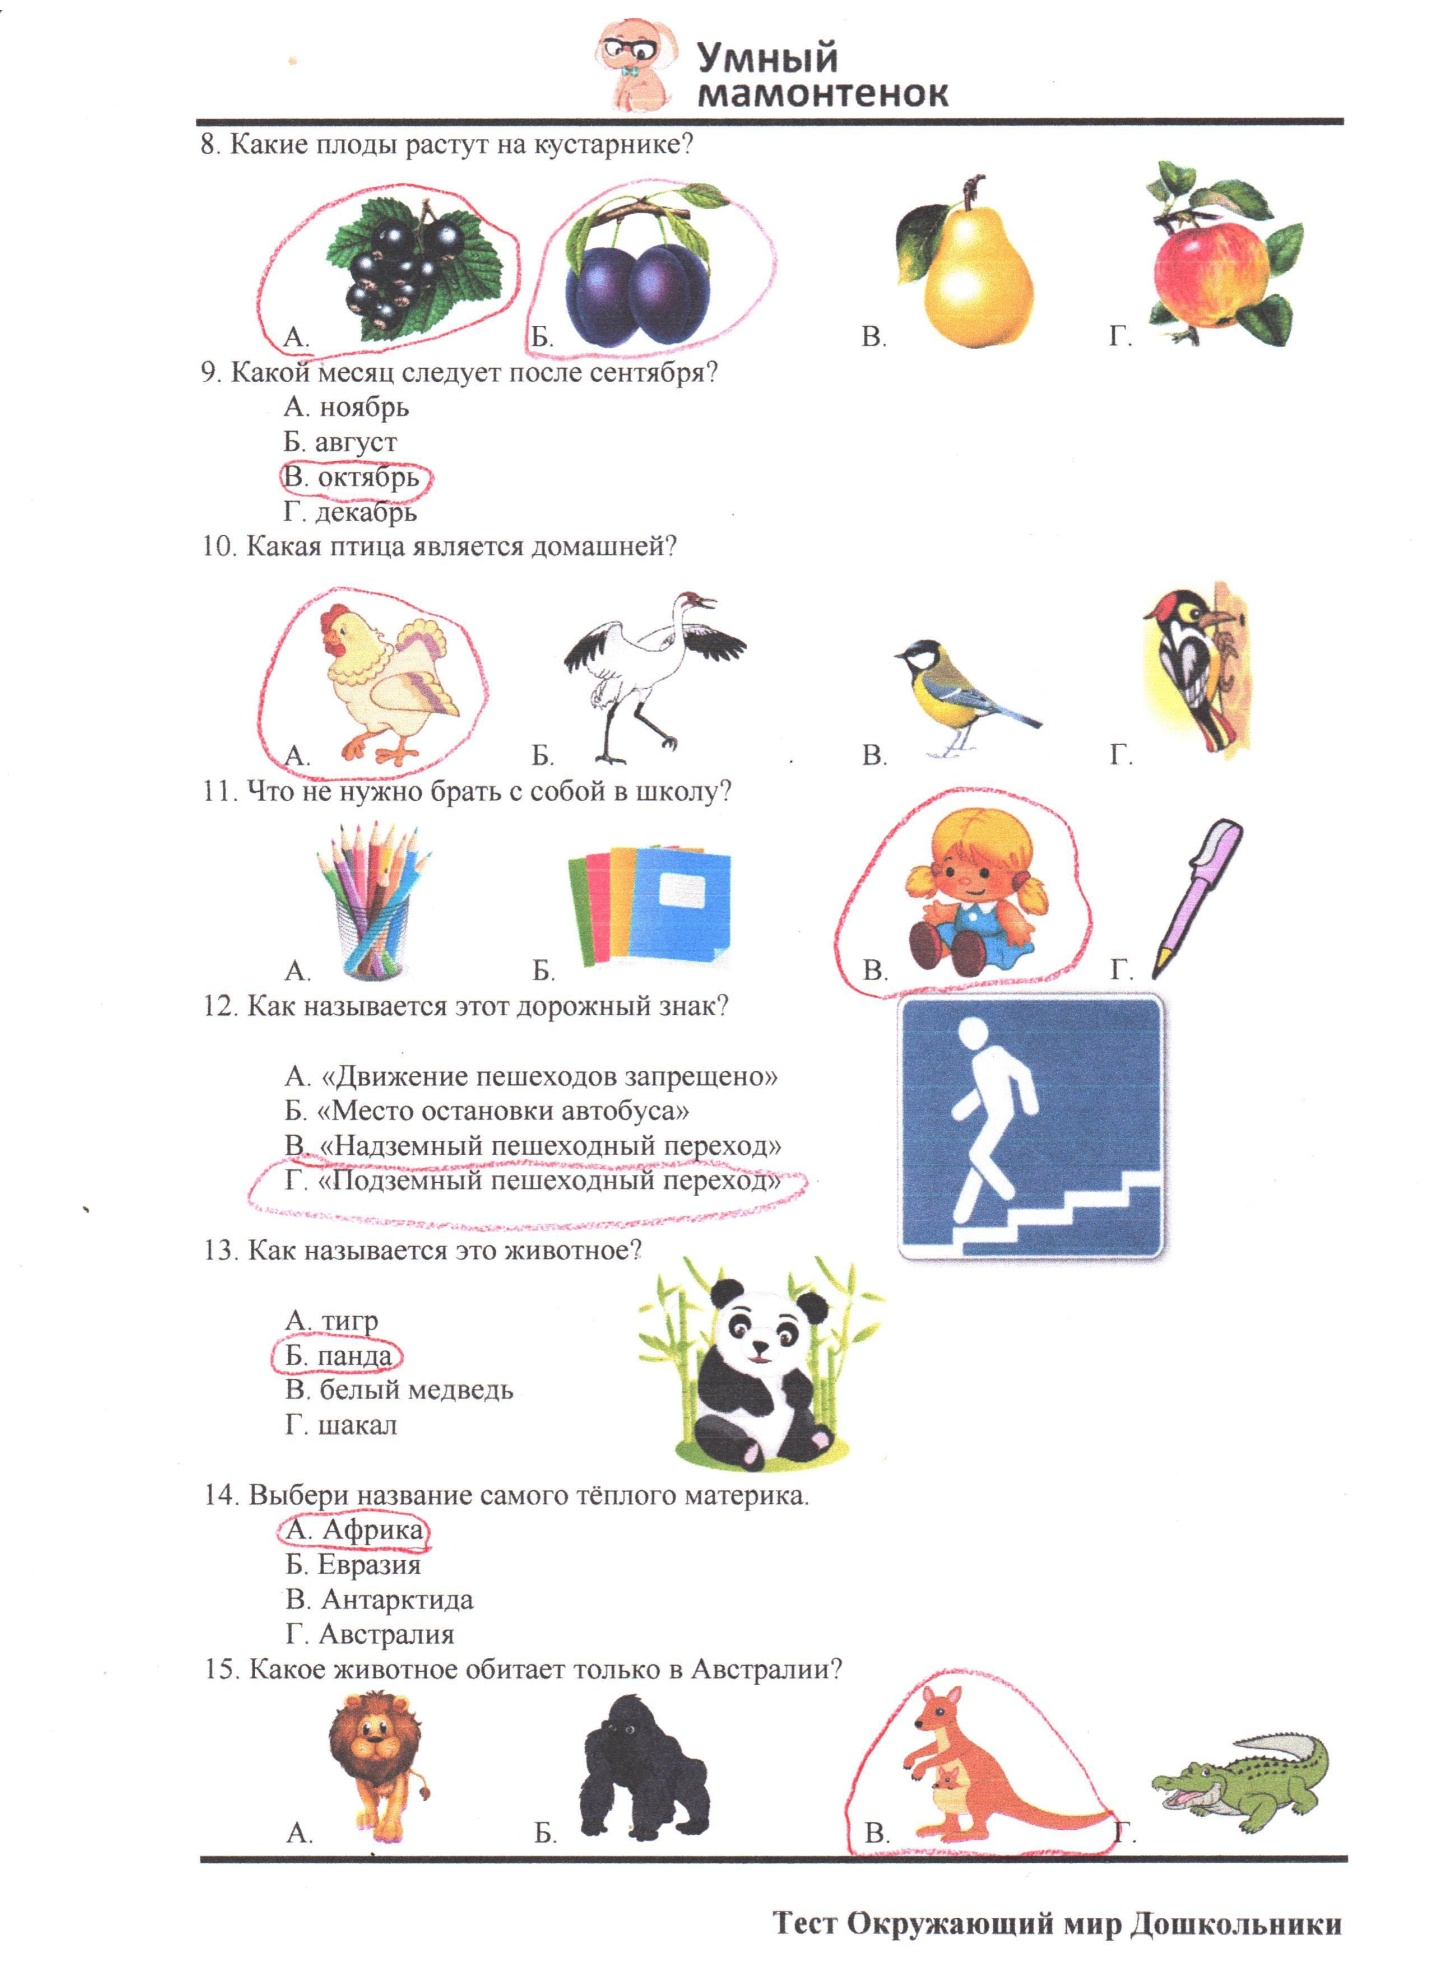 Умный
мамонтенок
8. Какие плоды растут на кустарнике?
А. Б. В. Г.
9. Какой месяц следует после сентября?
А. ноябрь
Б. август
В. октябрь
Г. декабрь
10. Какая птица является домашней?
А. Б. В. Г.
11. Что не нужно брать с собой в школу?
А. Б. В. Г.
12. Как называется этот дорожный знак?
А. «Движение пешеходов запрещено»
Б. «Место остановки автобуса»
В. «Надземный пешеходный переход»
Г. «Подземный пешеходный переход»
13. Как называется это животное?
А. тигр
Б. панда
В. белый медведь
Г. шакал
14. Выбери название самого тёплого материка.
А. Африка
Б. Евразия
В. Антарктида
Г. Австралия
15. Какое животное обитает только в Австралии?
А. Б. В. Г.
Тест Окружающий мир Дошкольники